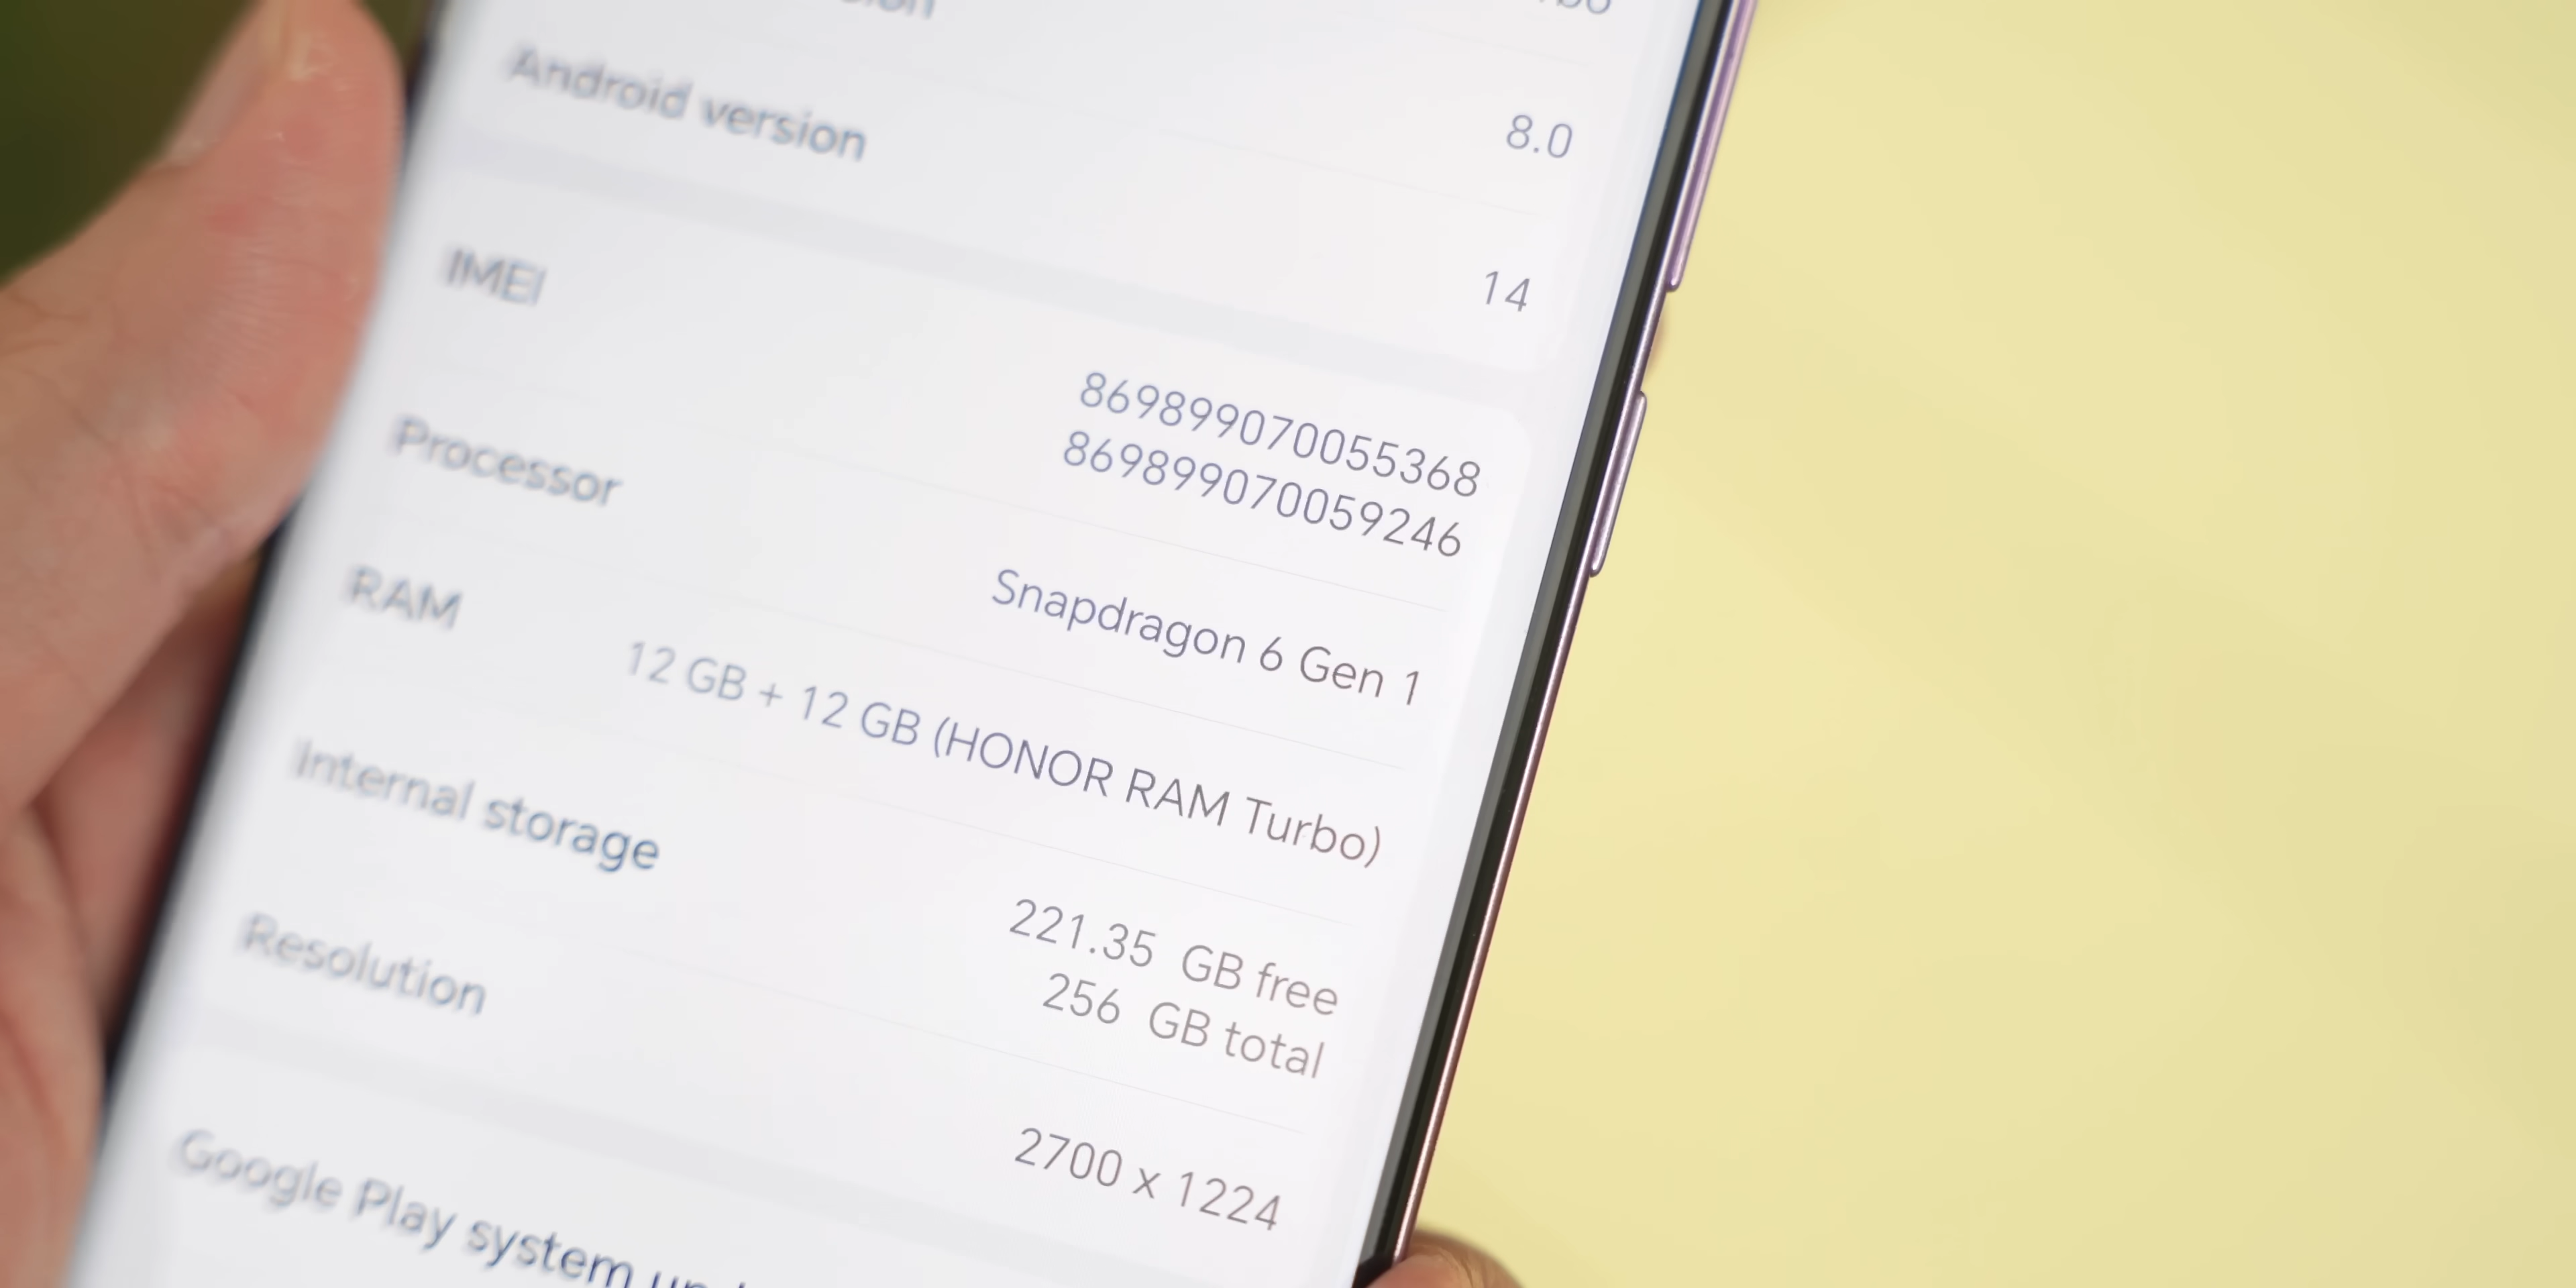 8.0
Android version 14
IMEI 869899070055368
869899070059246
Processor Snapdragon 6 Gen 1
RAM 12 GB + 12 GB (HONOR RAM Turbo)
Internal storage 221.35 GB free
256 GB total
Resolution 2700 x 1224
Google Play system